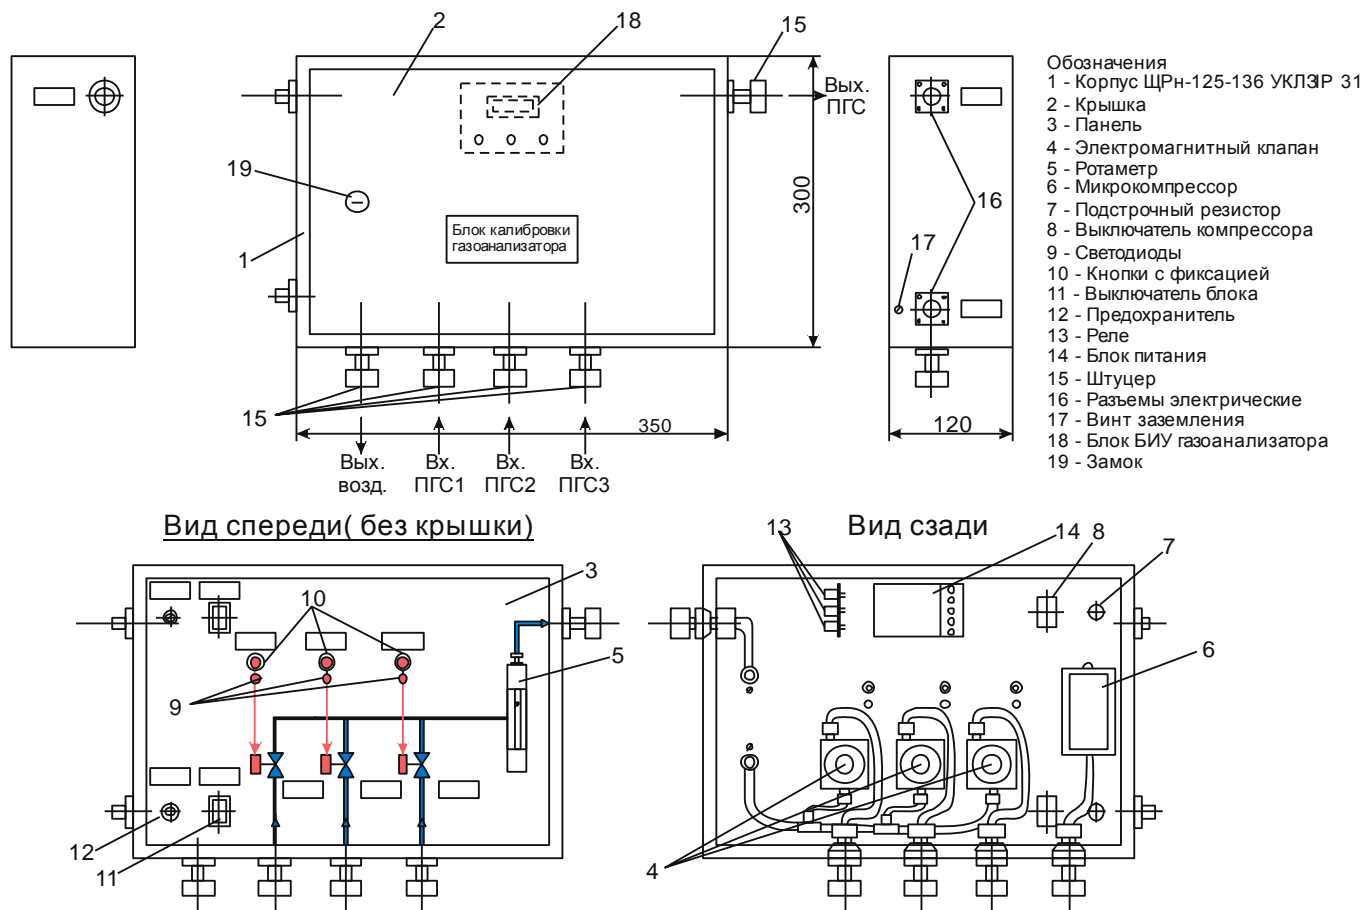 2
18
15
Вых.
ПГС
19
1
Блок калибровки
газоанализатора
300
15
350
Вых.
возд.
Вх.
ПГС1
Вх.
ПГС2
Вх.
ПГС3
16
17
120
Обозначения
1 - Корпус ЩРн-125-136 УКЛЗIР 31
2 - Крышка
3 - Панель
4 - Электромагнитный клапан
5 - Ротаметр
6 - Микрокомпрессор
7 - Подстрочный резистор
8 - Выключатель компрессора
9 - Светодиоды
10 - Кнопки с фиксацией
11 - Выключатель блока
12 - Предохранитель
13 - Реле
14 - Блок питания
15 - Штуцер
16 - Разъемы электрические
17 - Винт заземления
18 - Блок БИУ газоанализатора
19 - Замок
Вид спереди( без крышки)
10
3
5
9
12
11
Вид сзади
13
14
8
7
6
4